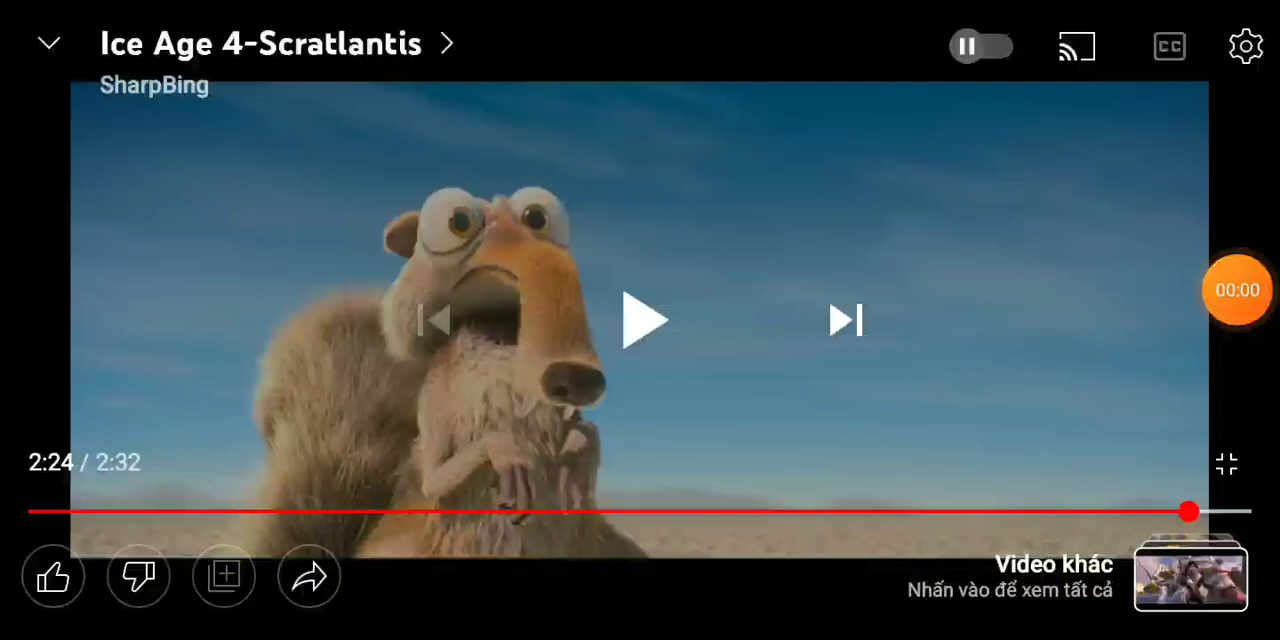 Ice Age 4-Scratlantis
SharpBing
CC
00:00
2:24 / 2:32
Video khác
Nhấn vào để xem tất cả